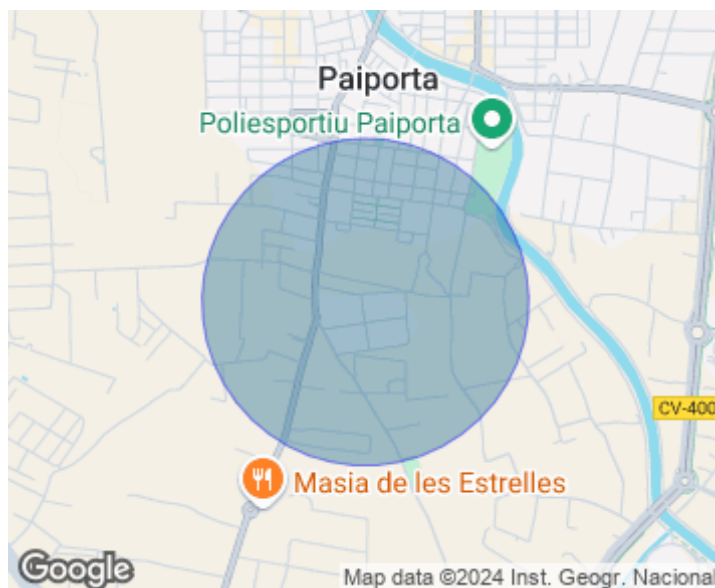 Paiporta
Poliesportiu Paiporta
CV-400
Masia de les Estrelles
Google
Map data ©2024 Inst. Geogr. Nacional